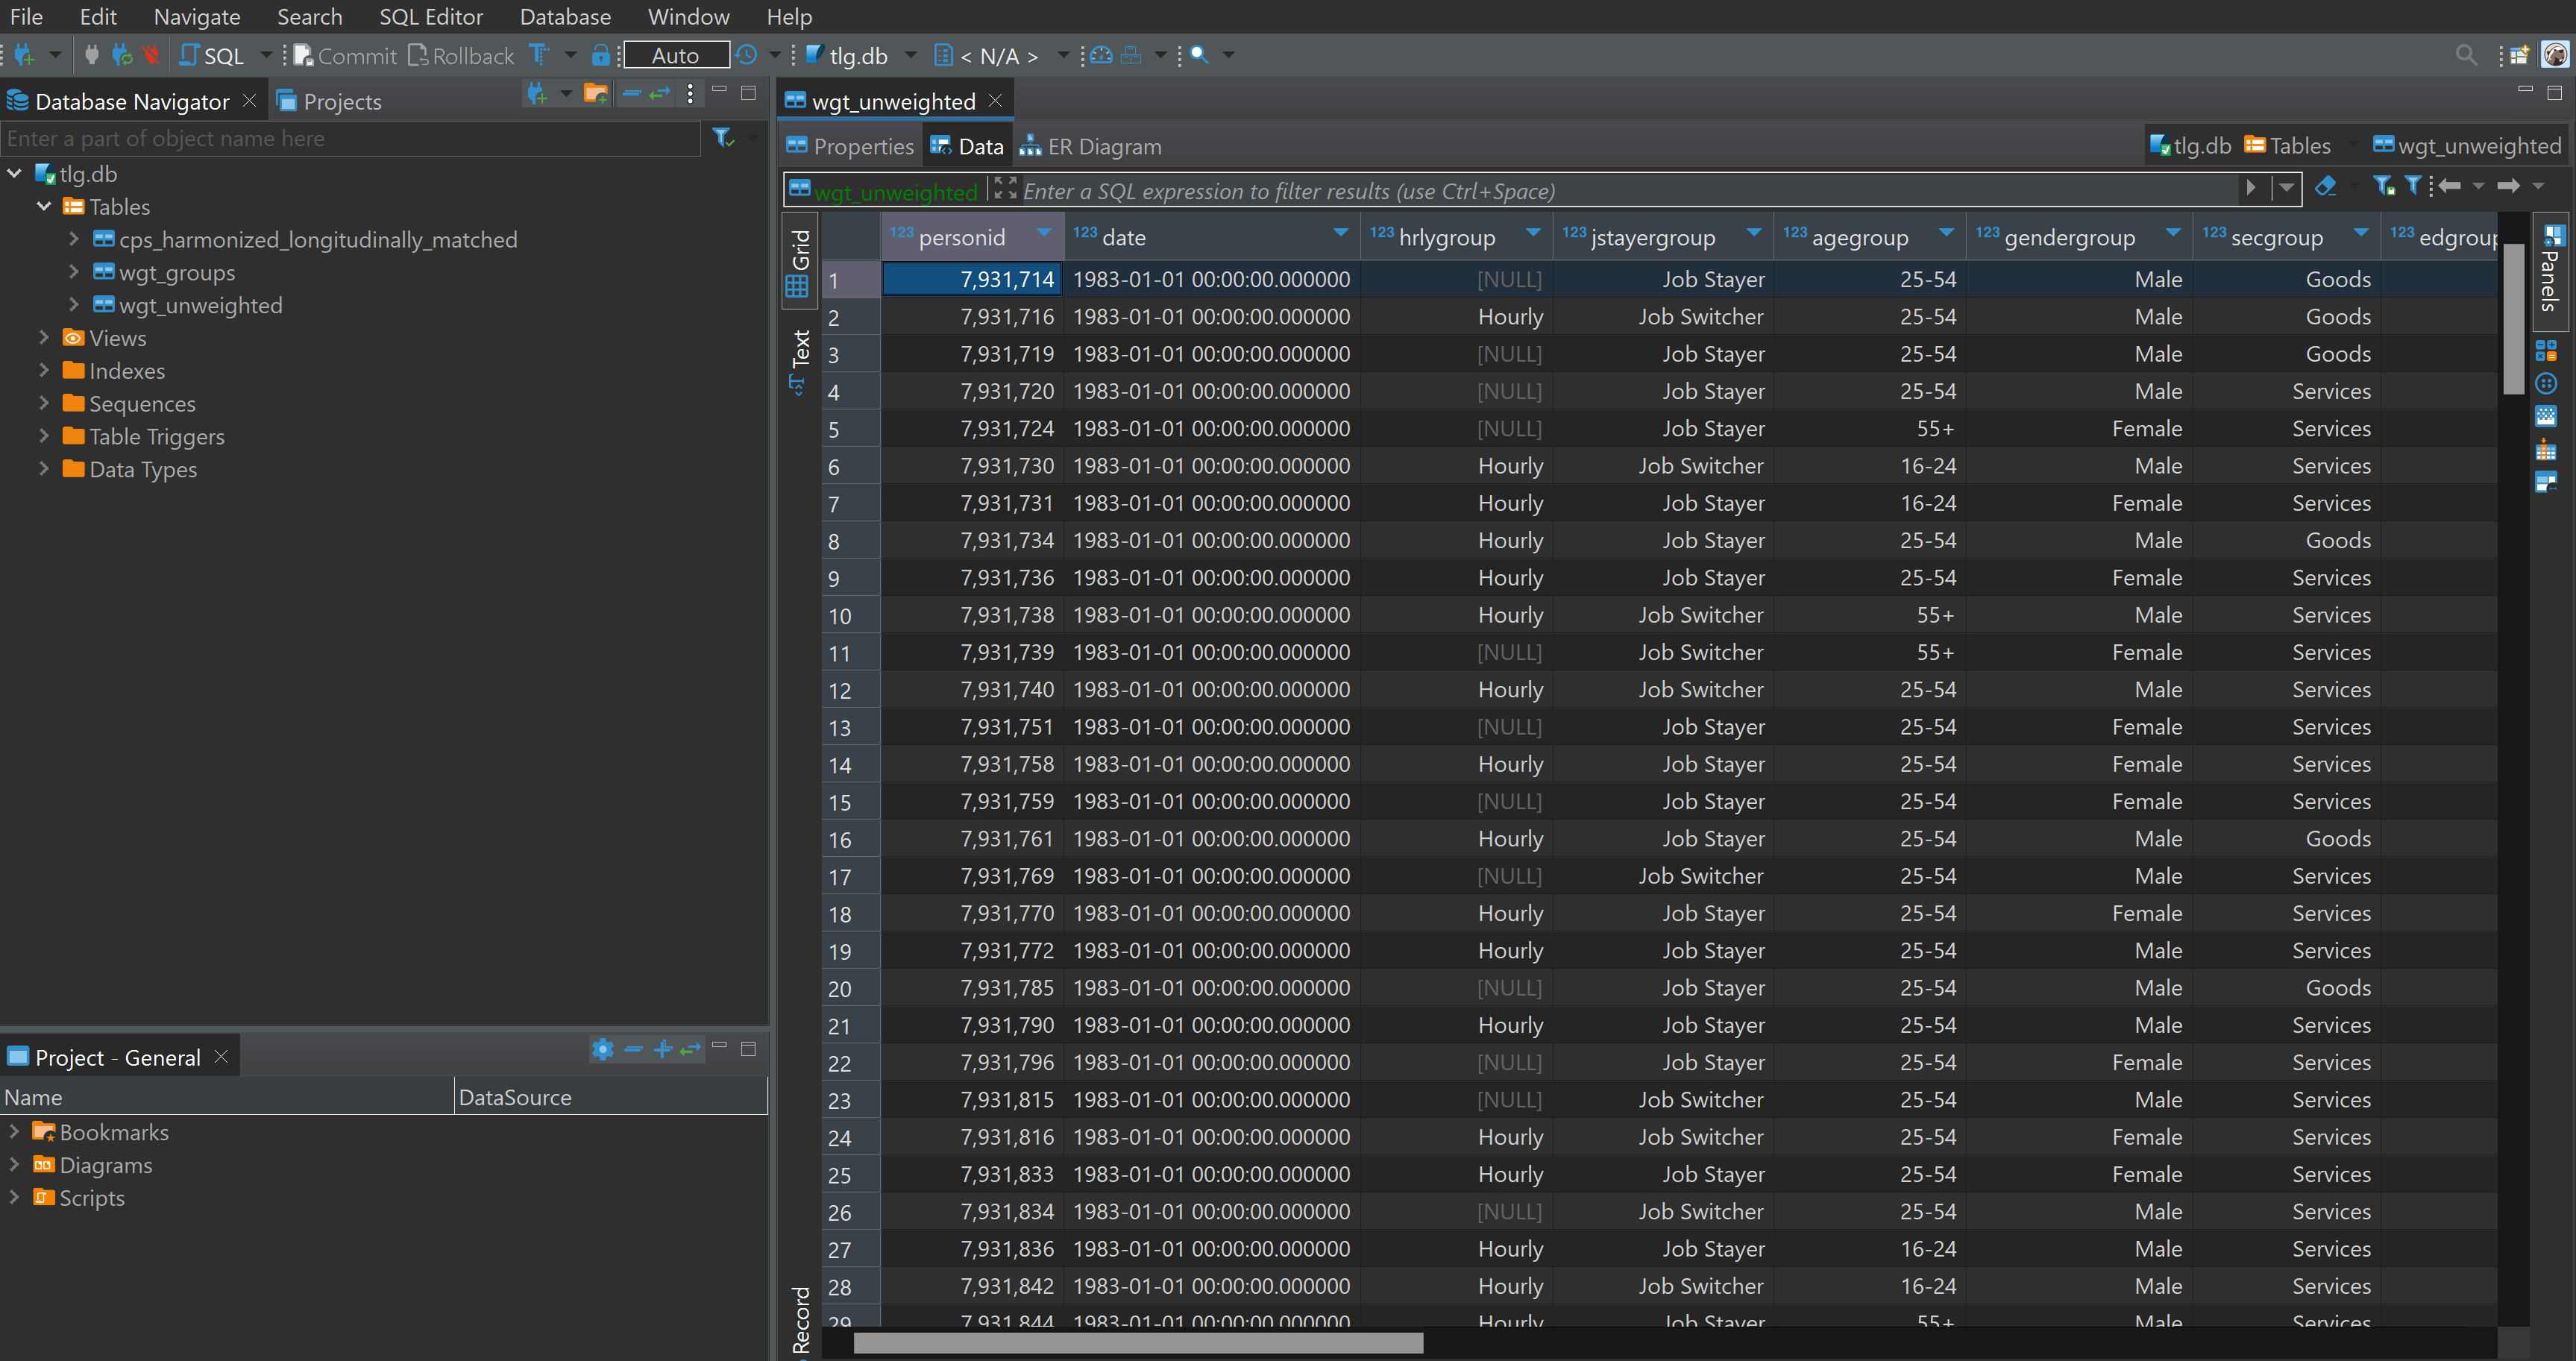 File Edit Navigate Search SQL Editor Database Window Help
SQL Commit Rollback Auto tlg.db < N/A >
Database Navigator Projects
Enter a part of object name here
tlg.db
Tables
cps_harmonized_longitudinally_matched
wgt_groups
wgt_unweighted
Views
Indexes
Sequences
Table Triggers
Data Types
Project - General
Name DataSource
Bookmarks
Diagrams
Scripts
wgt_unweighted
Properties Data ER Diagram tlg.db Tables wgt_unweighted
wgt_unweighted Enter a SQL expression to filter results (use Ctrl+Space)
Grid
Text
Record
Panels
123 personid 123 date 123 hrlygroup 123 jstayergroup 123 agegroup 123 gendergroup 123 secgroup 123 edgroup
1 7,931,714 1983-01-01 00:00:00.000000 [NULL] Job Stayer 25-54 Male Goods
2 7,931,716 1983-01-01 00:00:00.000000 Hourly Job Switcher 25-54 Male Goods
3 7,931,719 1983-01-01 00:00:00.000000 [NULL] Job Stayer 25-54 Male Goods
4 7,931,720 1983-01-01 00:00:00.000000 [NULL] Job Stayer 25-54 Male Services
5 7,931,724 1983-01-01 00:00:00.000000 [NULL] Job Stayer 55+ Female Services
6 7,931,730 1983-01-01 00:00:00.000000 Hourly Job Switcher 16-24 Male Services
7 7,931,731 1983-01-01 00:00:00.000000 Hourly Job Stayer 16-24 Female Services
8 7,931,734 1983-01-01 00:00:00.000000 Hourly Job Stayer 25-54 Male Goods
9 7,931,736 1983-01-01 00:00:00.000000 Hourly Job Stayer 25-54 Female Services
10 7,931,738 1983-01-01 00:00:00.000000 Hourly Job Switcher 55+ Male Services
11 7,931,739 1983-01-01 00:00:00.000000 [NULL] Job Switcher 55+ Female Services
12 7,931,740 1983-01-01 00:00:00.000000 Hourly Job Switcher 25-54 Male Services
13 7,931,751 1983-01-01 00:00:00.000000 [NULL] Job Stayer 25-54 Female Services
14 7,931,758 1983-01-01 00:00:00.000000 Hourly Job Stayer 25-54 Female Services
15 7,931,759 1983-01-01 00:00:00.000000 [NULL] Job Stayer 25-54 Female Services
16 7,931,761 1983-01-01 00:00:00.000000 Hourly Job Stayer 25-54 Male Goods
17 7,931,769 1983-01-01 00:00:00.000000 [NULL] Job Switcher 25-54 Male Services
18 7,931,770 1983-01-01 00:00:00.000000 Hourly Job Stayer 25-54 Female Services
19 7,931,772 1983-01-01 00:00:00.000000 Hourly Job Stayer 25-54 Male Services
20 7,931,785 1983-01-01 00:00:00.000000 [NULL] Job Stayer 25-54 Male Goods
21 7,931,790 1983-01-01 00:00:00.000000 Hourly Job Stayer 25-54 Male Services
22 7,931,796 1983-01-01 00:00:00.000000 [NULL] Job Stayer 25-54 Female Services
23 7,931,815 1983-01-01 00:00:00.000000 [NULL] Job Switcher 25-54 Male Services
24 7,931,816 1983-01-01 00:00:00.000000 Hourly Job Switcher 25-54 Female Services
25 7,931,833 1983-01-01 00:00:00.000000 Hourly Job Stayer 25-54 Female Services
26 7,931,834 1983-01-01 00:00:00.000000 [NULL] Job Switcher 25-54 Male Services
27 7,931,836 1983-01-01 00:00:00.000000 Hourly Job Stayer 16-24 Male Services
28 7,931,842 1983-01-01 00:00:00.000000 Hourly Job Switcher 16-24 Male Services
29 7,931,844 1983-01-01 00:00:00.000000 Hourly Job Stayer 55+ Male Services